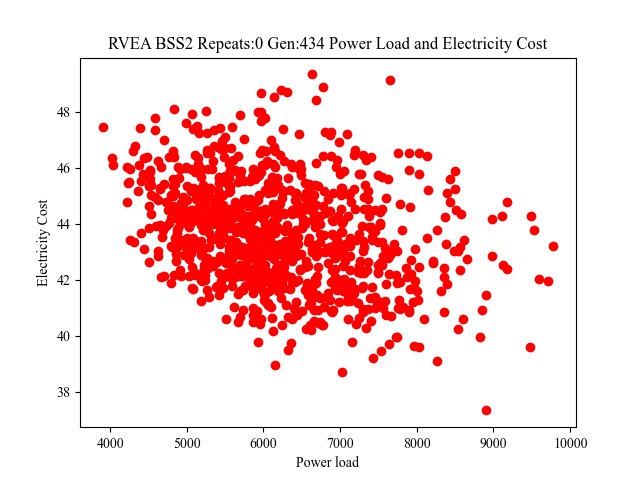 RVEA BSS2 Repeats:0 Gen:434 Power Load and Electricity Cost
48
46
44
42
40
38
Electricity Cost
4000 5000 6000 7000 8000 9000 10000
Power load